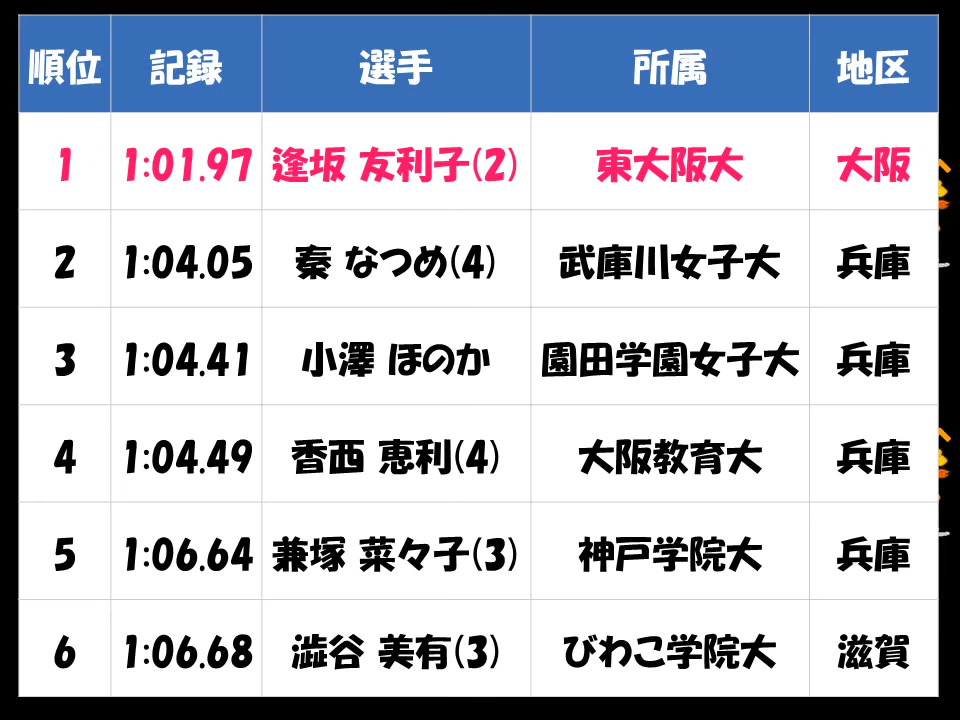 順位 記録 選手 所属 地区
1 1:01.97 逢坂 友利子(2) 東大阪大 大阪
2 1:04.05 秦 なつめ(4) 武庫川女子大 兵庫
3 1:04.41 小澤 ほのか 園田学園女子大 兵庫
4 1:04.49 香西 恵利(4) 大阪教育大 兵庫
5 1:06.64 兼塚 菜々子(3) 神戸学院大 兵庫
6 1:06.68 澁谷 美有(3) びわこ学院大 滋賀